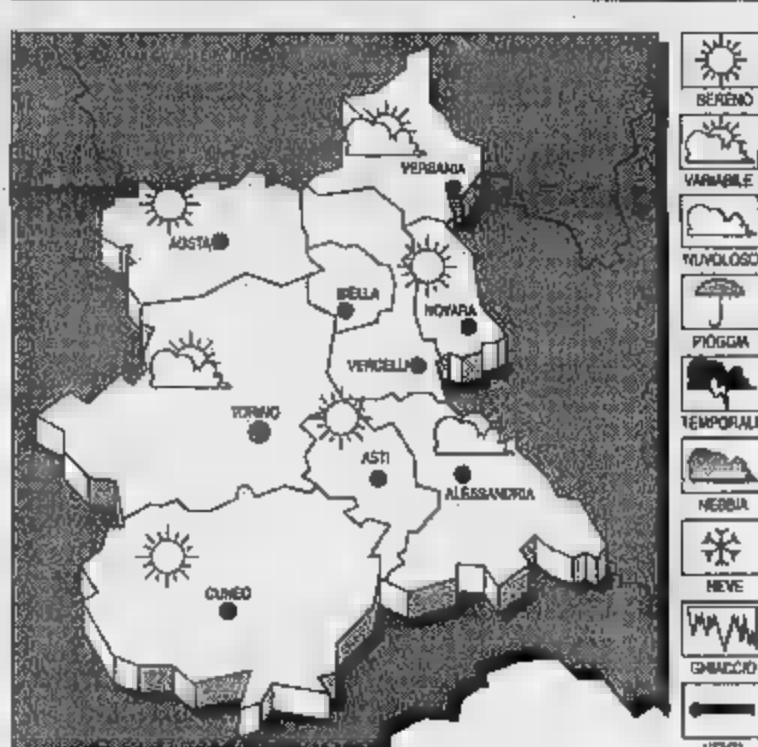 SERENO
VERBANIA
VARIABILE
AOSTA
NUVOLOSO
BIELLA
NOVARA
PIOGGIA
VERCELLI
TORINO
TEMPORALE
ASTI
ALESSANDRIA
NEBBIA
NEVE
CUNEO
GHIACCIO